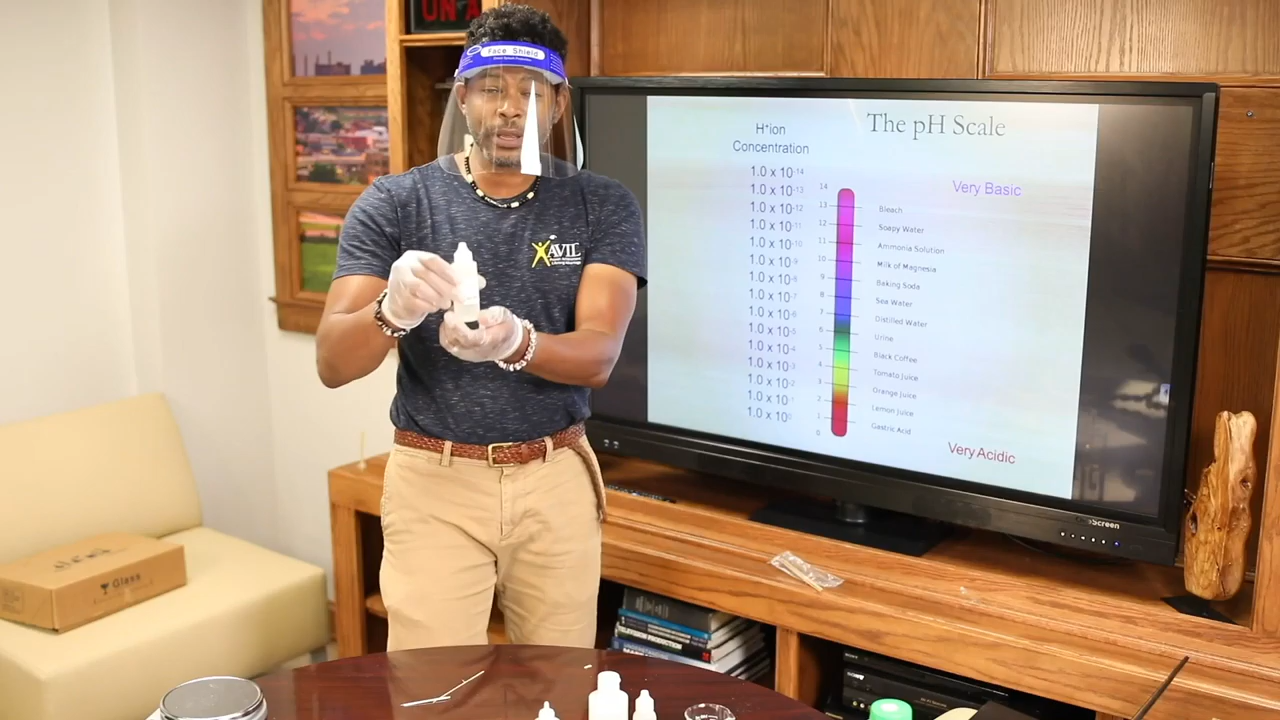 ON A
Face Shield
AVIL
The pH Scale
H⁺ion
Concentration
Very Basic
1.0 x 10⁻¹⁴
1.0 x 10⁻¹³
1.0 x 10⁻¹²
1.0 x 10⁻¹¹
1.0 x 10⁻¹⁰
1.0 x 10⁻⁹
1.0 x 10⁻⁸
1.0 x 10⁻⁷
1.0 x 10⁻⁶
1.0 x 10⁻⁵
1.0 x 10⁻⁴
1.0 x 10⁻³
1.0 x 10⁻²
1.0 x 10⁻¹
1.0 x 10⁰
14
13
12
11
10
9
8
7
6
5
4
3
2
1
0
Bleach
Soapy Water
Ammonia Solution
Milk of Magnesia
Baking Soda
Sea Water
Distilled Water
Urine
Black Coffee
Tomato Juice
Orange Juice
Lemon Juice
Gastric Acid
Very Acidic
Screen
Glass
TELEVISION PRODUCTION
SONY